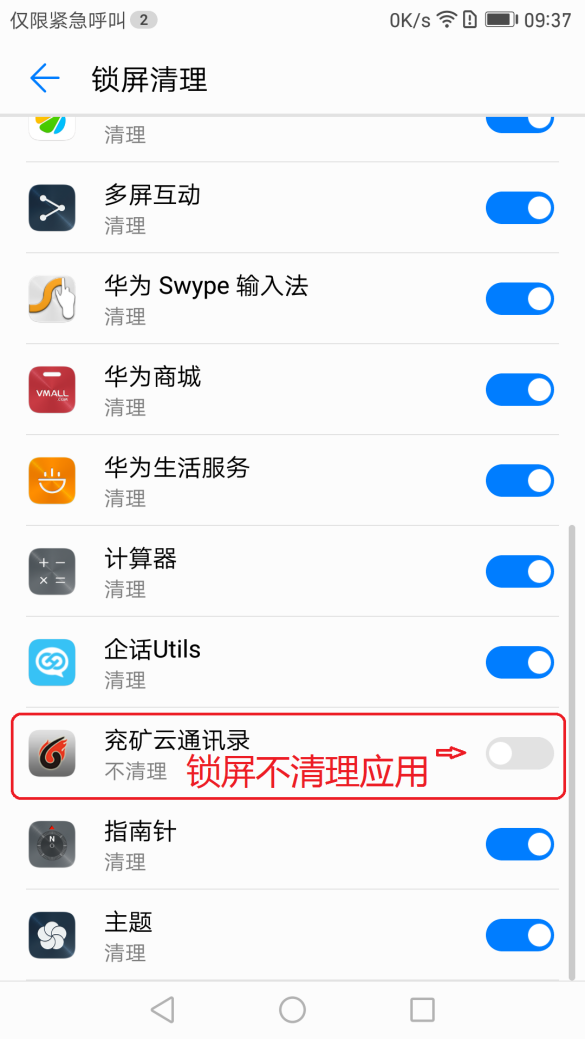 仅限紧急呼叫 2 0K/s 09:37
锁屏清理
清理
多屏互动
清理
华为 Swype 输入法
清理
VMALL
.COM
华为商城
清理
华为生活服务
清理
计算器
清理
企话Utils
清理
兖矿云通讯录
不清理 锁屏不清理应用
N
指南针
清理
主题
清理